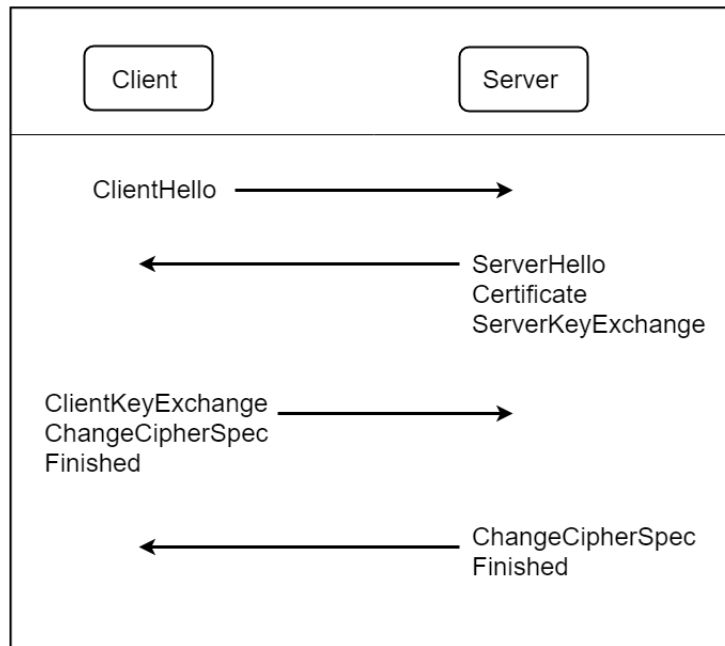 Client
Server
ClientHello
ServerHello
Certificate
ServerKeyExchange
ClientKeyExchange
ChangeCipherSpec
Finished
ChangeCipherSpec
Finished